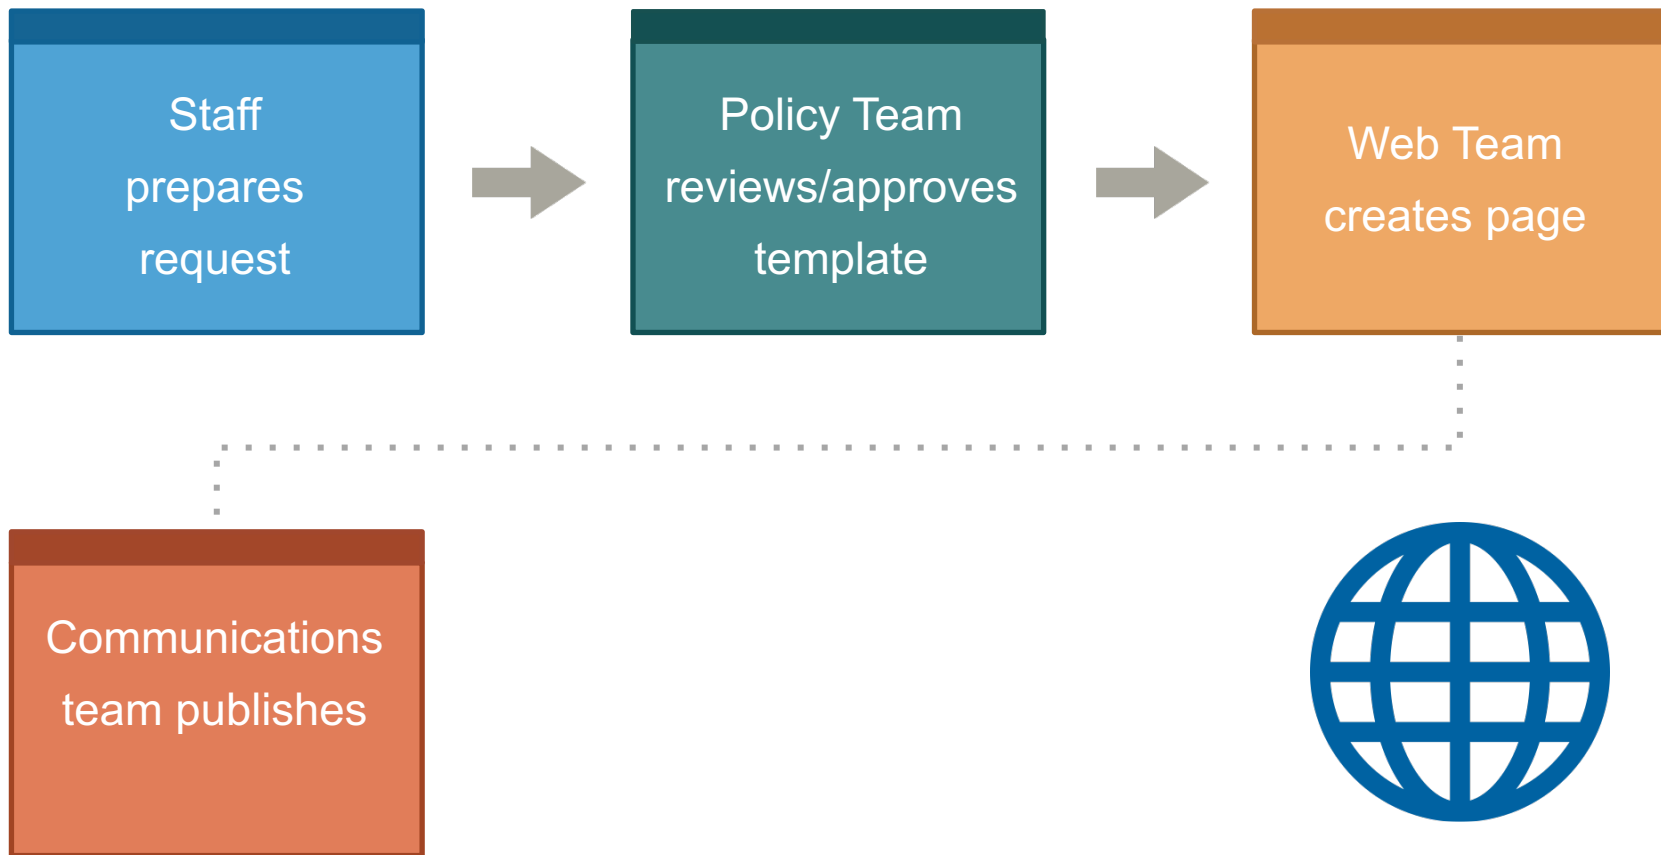 Staff
prepares
request
Policy Team
reviews/approves
template
Web Team
creates page
Communications
team publishes